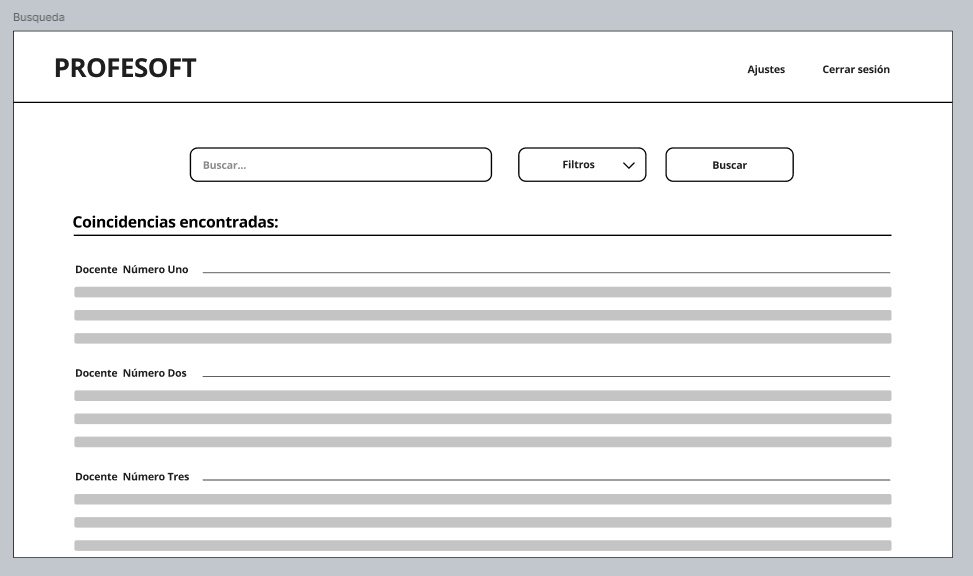 Busqueda
PROFESOFT
Ajustes Cerrar sesión
Buscar... Filtros Buscar
Coincidencias encontradas:
Docente Número Uno
Docente Número Dos
Docente Número Tres